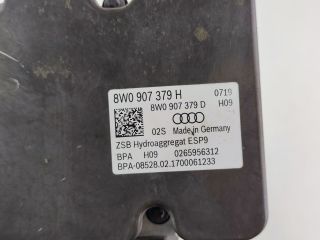 8W0 907 379 H 0719
8W0 907 379 D H09
02S Made in Germany
ZSB Hydroaggregat ESP9
BPA H09 0265956312
BPA-08528.02.1700061233